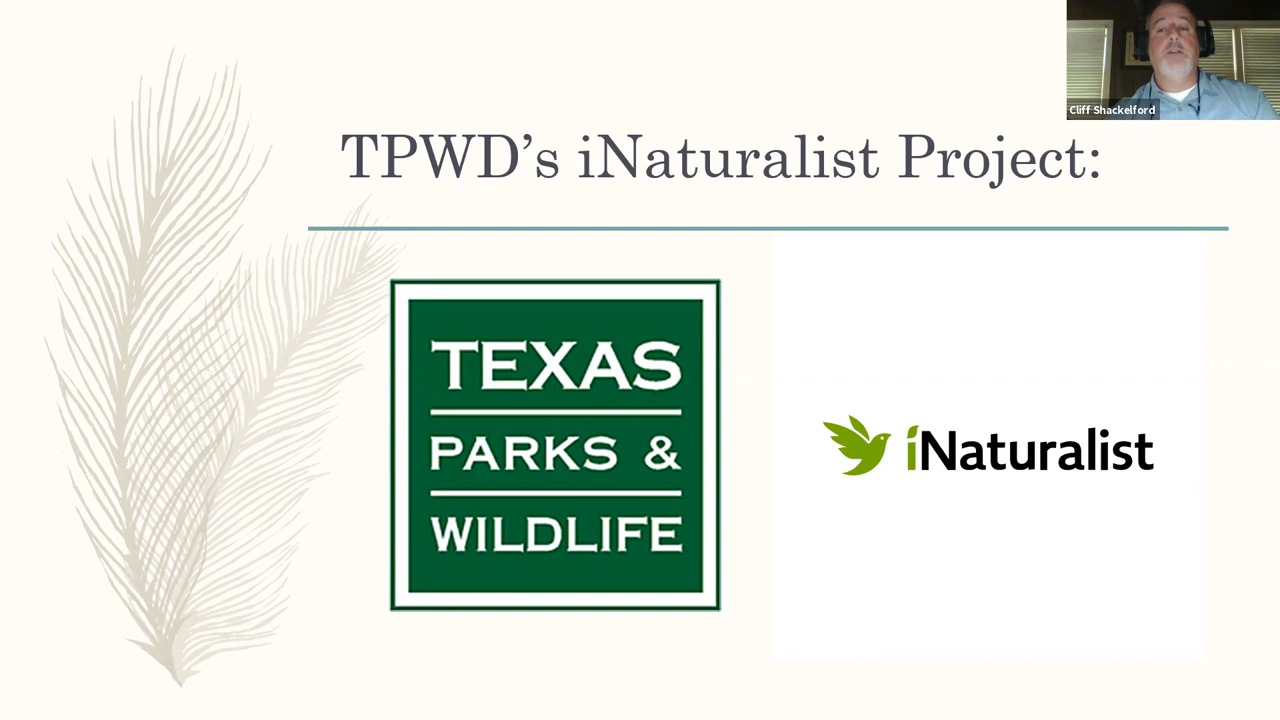 Cliff Shackelford
TPWD’s iNaturalist Project:
TEXAS
PARKS &
WILDLIFE
iNaturalist